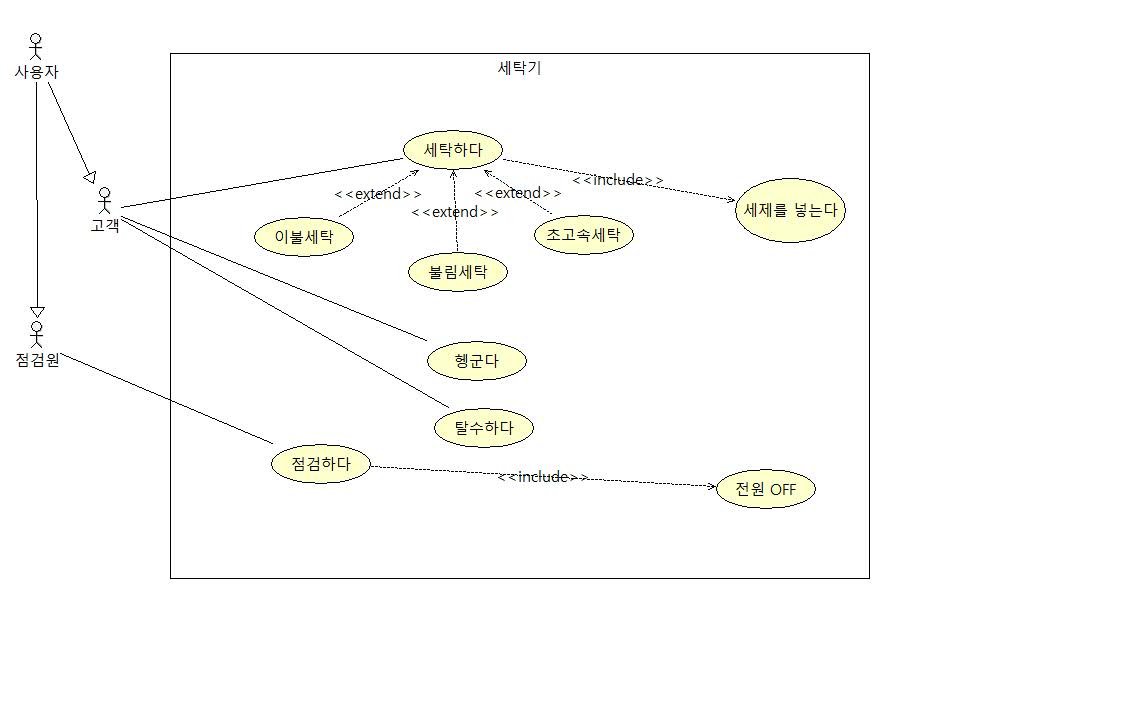 사용자
세탁기
세탁하다
<<include>>
<<extend>>
<<extend>>
<<extend>>
세제를 넣는다
고객
이불세탁
초고속세탁
불림세탁
점검원
헹군다
탈수하다
점검하다
<<include>>
전원 OFF